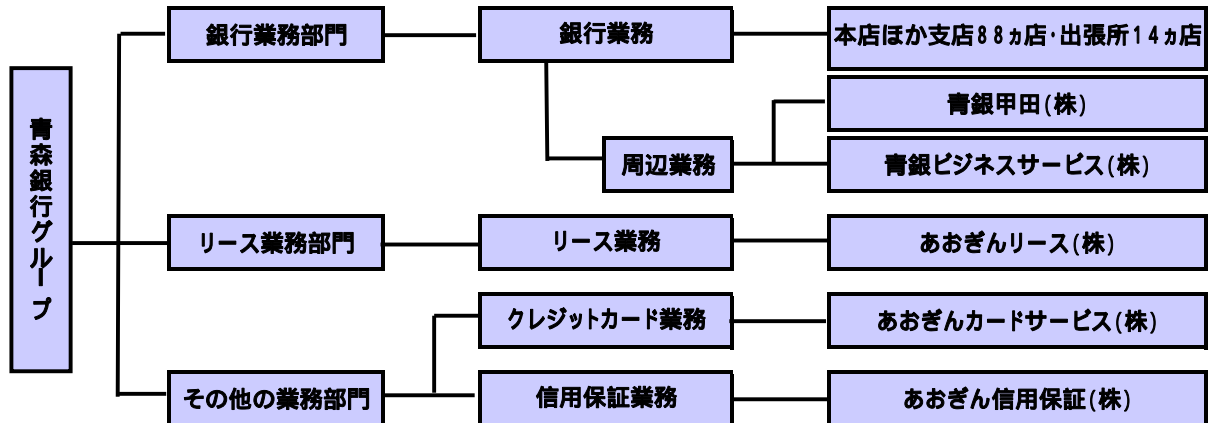 青森銀行グループ
銀行業務部門
銀行業務
本店ほか支店88ヵ店・出張所14ヵ店
青銀甲田(株)
周辺業務
青銀ビジネスサービス(株)
リース業務部門
リース業務
あおぎんリース(株)
クレジットカード業務
あおぎんカードサービス(株)
その他の業務部門
信用保証業務
あおぎん信用保証(株)